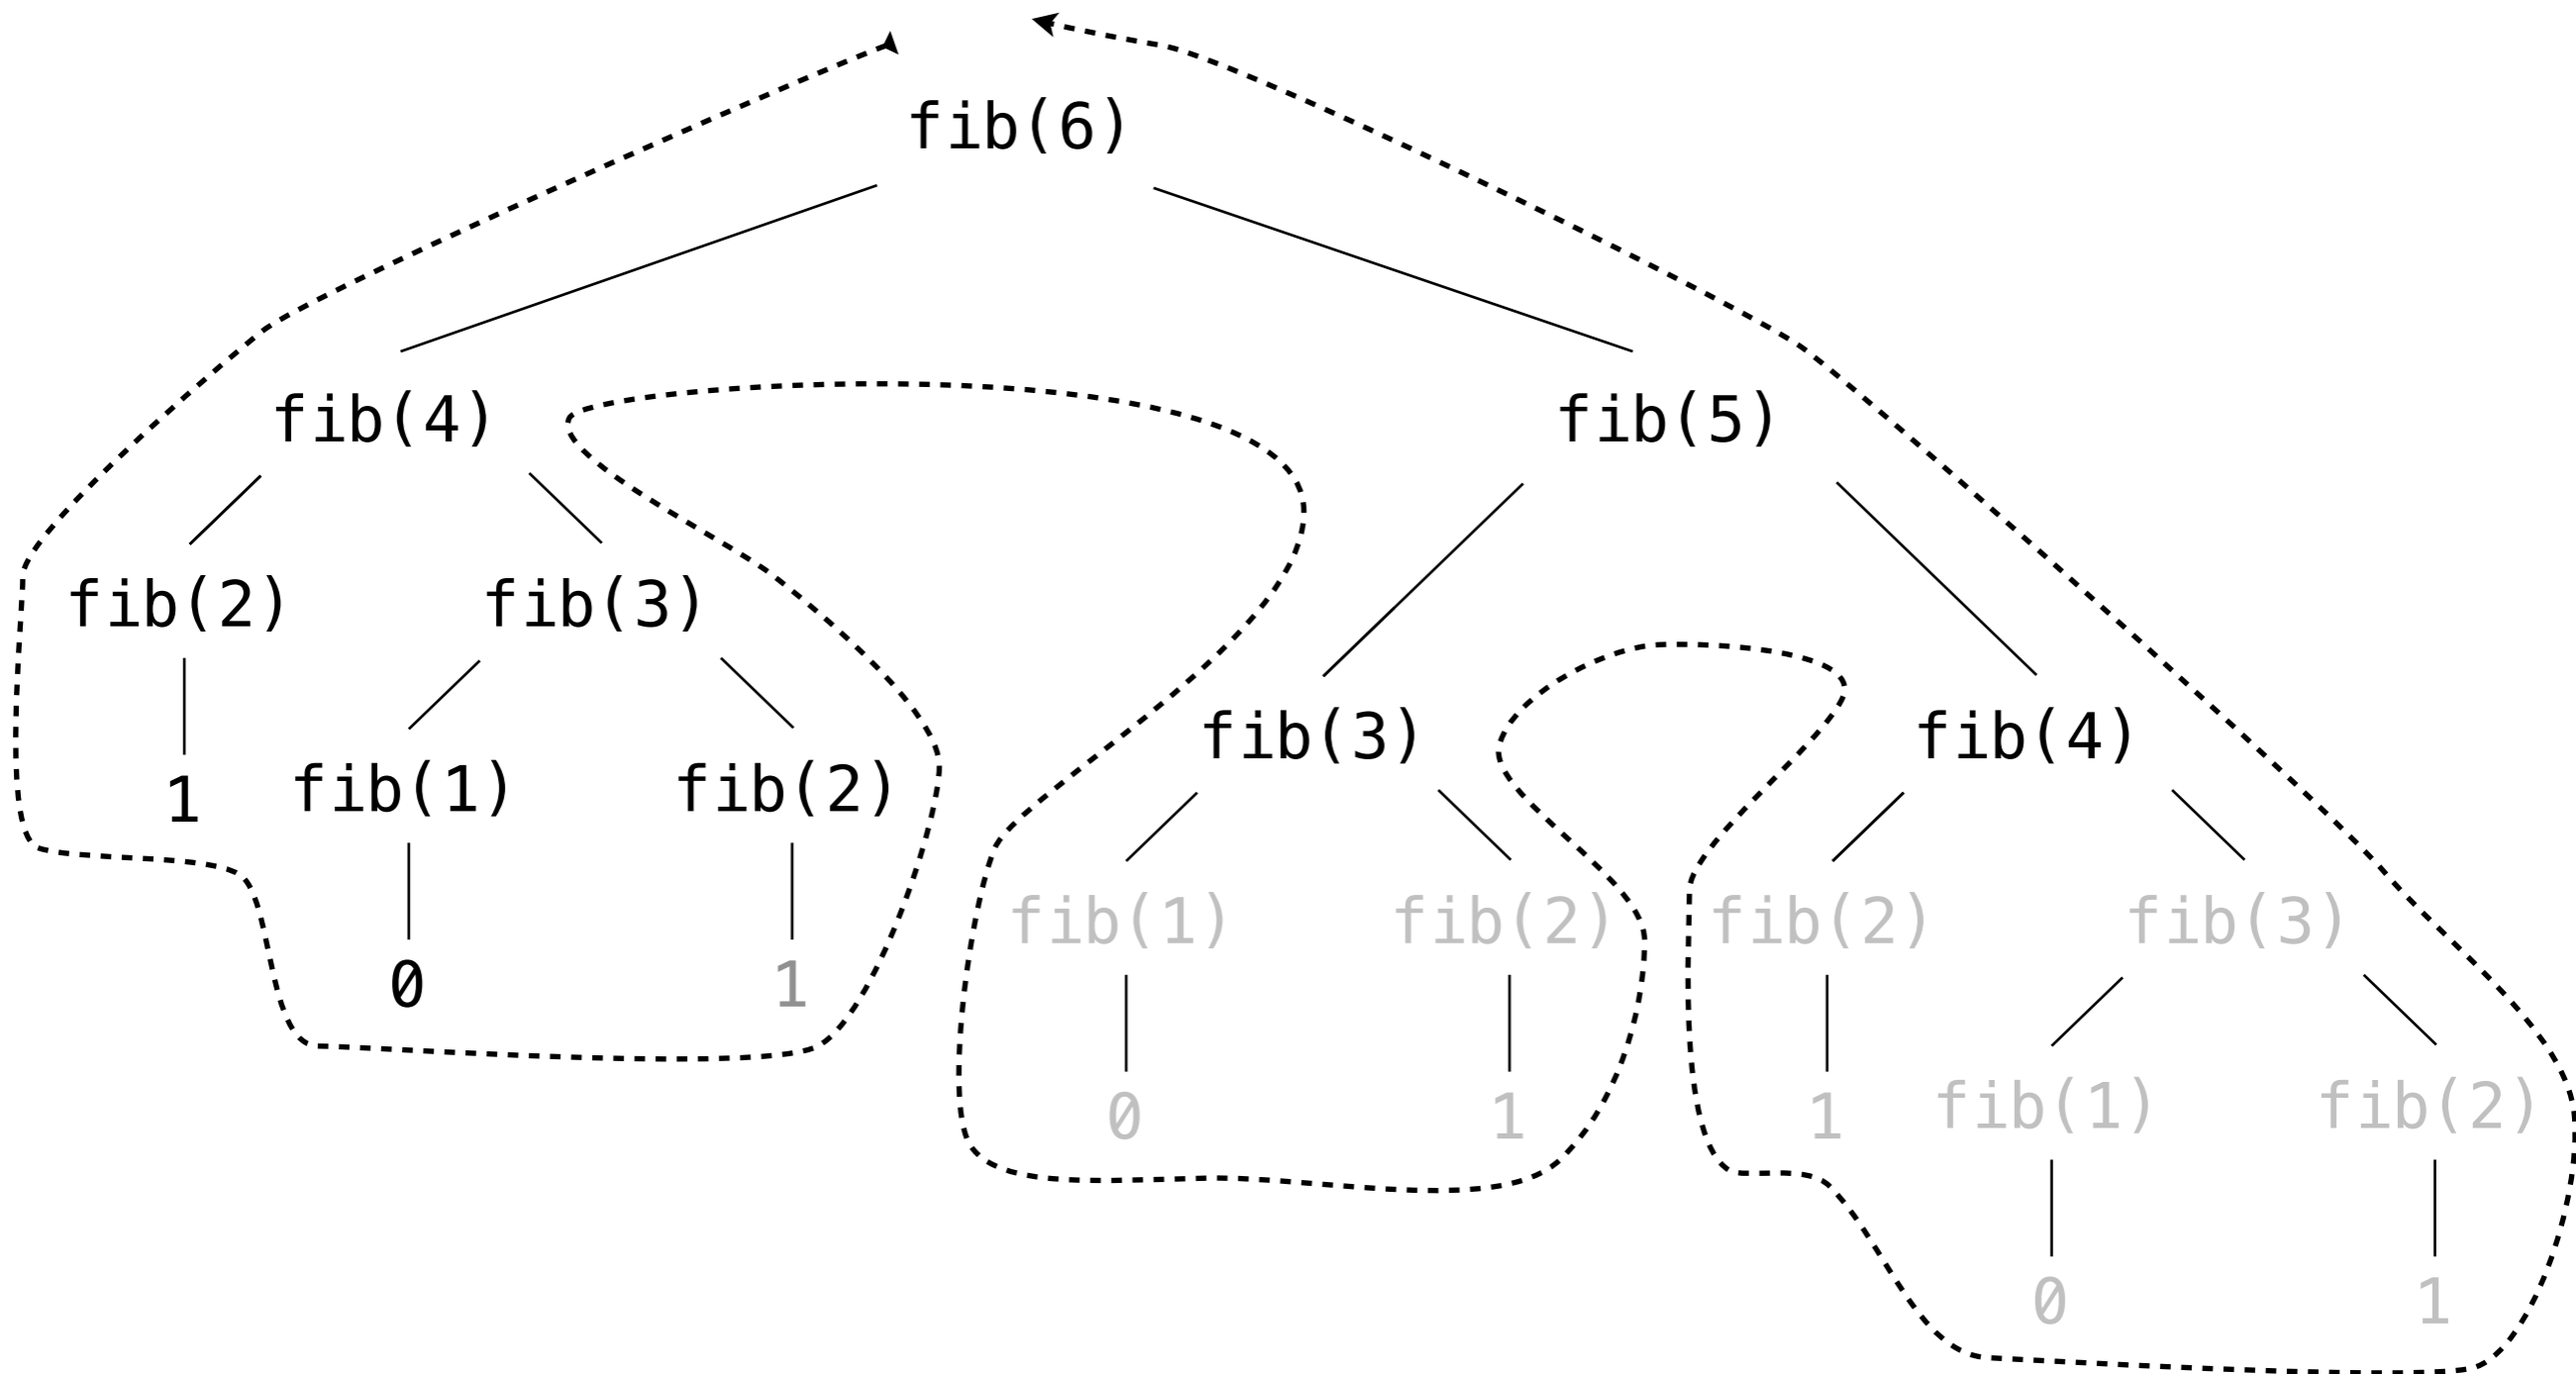 fib(6)
fib(4) fib(5)
fib(2) fib(3)
fib(3) fib(4)
1 fib(1) fib(2)
fib(1) fib(2) fib(2) fib(3)
0 1
0 1 1 fib(1) fib(2)
0 1